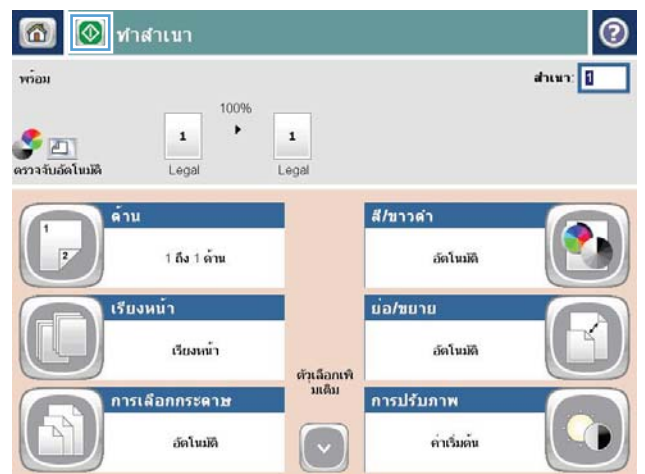 ทำสำเนา
พร้อม
สำเนา: 1
100%
1
1
ตรวจจับอัตโนมัติ
Legal
Legal
ด้าน
1 ถึง 1 ด้าน
1
2
สี/ขาวดำ
อัตโนมัติ
เรียงหน้า
เรียงหน้า
ย่อ/ขยาย
อัตโนมัติ
ตัวเลือกเพิ
่มเติม
การเลือกกระดาษ
อัตโนมัติ
การปรับภาพ
ค่าเริ่มต้น